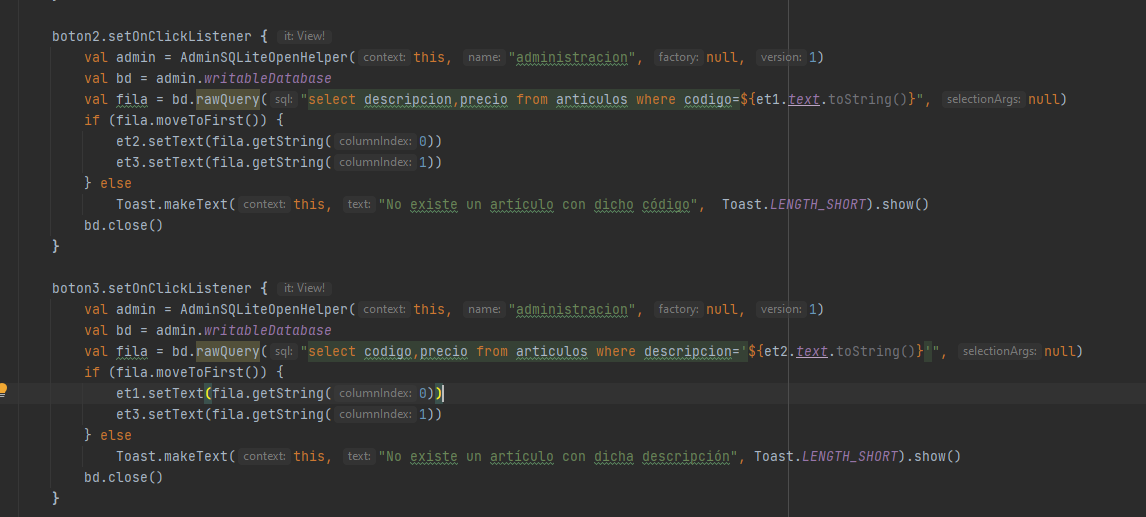 boton2.setOnClickListener { it: View!
val admin = AdminSQLiteOpenHelper( context: this, name: "administracion", factory: null, version: 1)
val bd = admin.writableDatabase
val fila = bd.rawQuery( sql: "select descripcion,precio from articulos where codigo=${et1.text.toString()}", selectionArgs: null)
if (fila.moveToFirst()) {
et2.setText(fila.getString( columnIndex: 0))
et3.setText(fila.getString( columnIndex: 1))
} else
Toast.makeText( context: this, text: "No existe un artículo con dicho código",  Toast.LENGTH_SHORT).show()
bd.close()
}
boton3.setOnClickListener { it: View!
val admin = AdminSQLiteOpenHelper( context: this, name: "administracion", factory: null, version: 1)
val bd = admin.writableDatabase
val fila = bd.rawQuery( sql: "select codigo,precio from articulos where descripcion='${et2.text.toString()}'", selectionArgs: null)
if (fila.moveToFirst()) {
et1.setText(fila.getString( columnIndex: 0))
et3.setText(fila.getString( columnIndex: 1))
} else
Toast.makeText( context: this, text: "No existe un artículo con dicha descripción", Toast.LENGTH_SHORT).show()
bd.close()
}